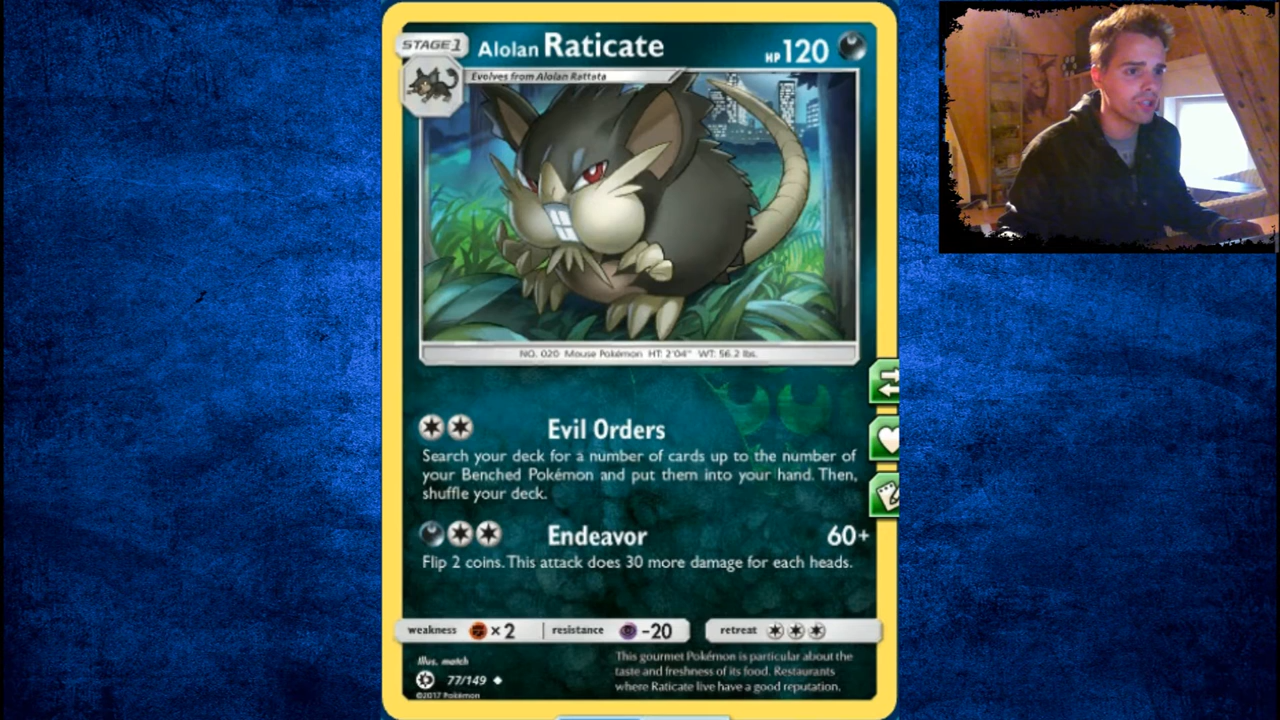 STAGE 1
Alolan Raticate
HP 120
Evolves from Alolan Rattata
NO. 020 Mouse Pokémon HT: 2'04" WT: 56.2 lbs.
Evil Orders
Search your deck for a number of cards up to the number of
your Benched Pokémon and put them into your hand. Then,
shuffle your deck.
Endeavor 60+
Flip 2 coins. This attack does 30 more damage for each heads.
weakness ×2 resistance -20 retreat
Illus. match
77/149
©2017 Pokémon
This gourmet Pokémon is particular about the
taste and freshness of its food. Restaurants
where Raticate live have a good reputation.